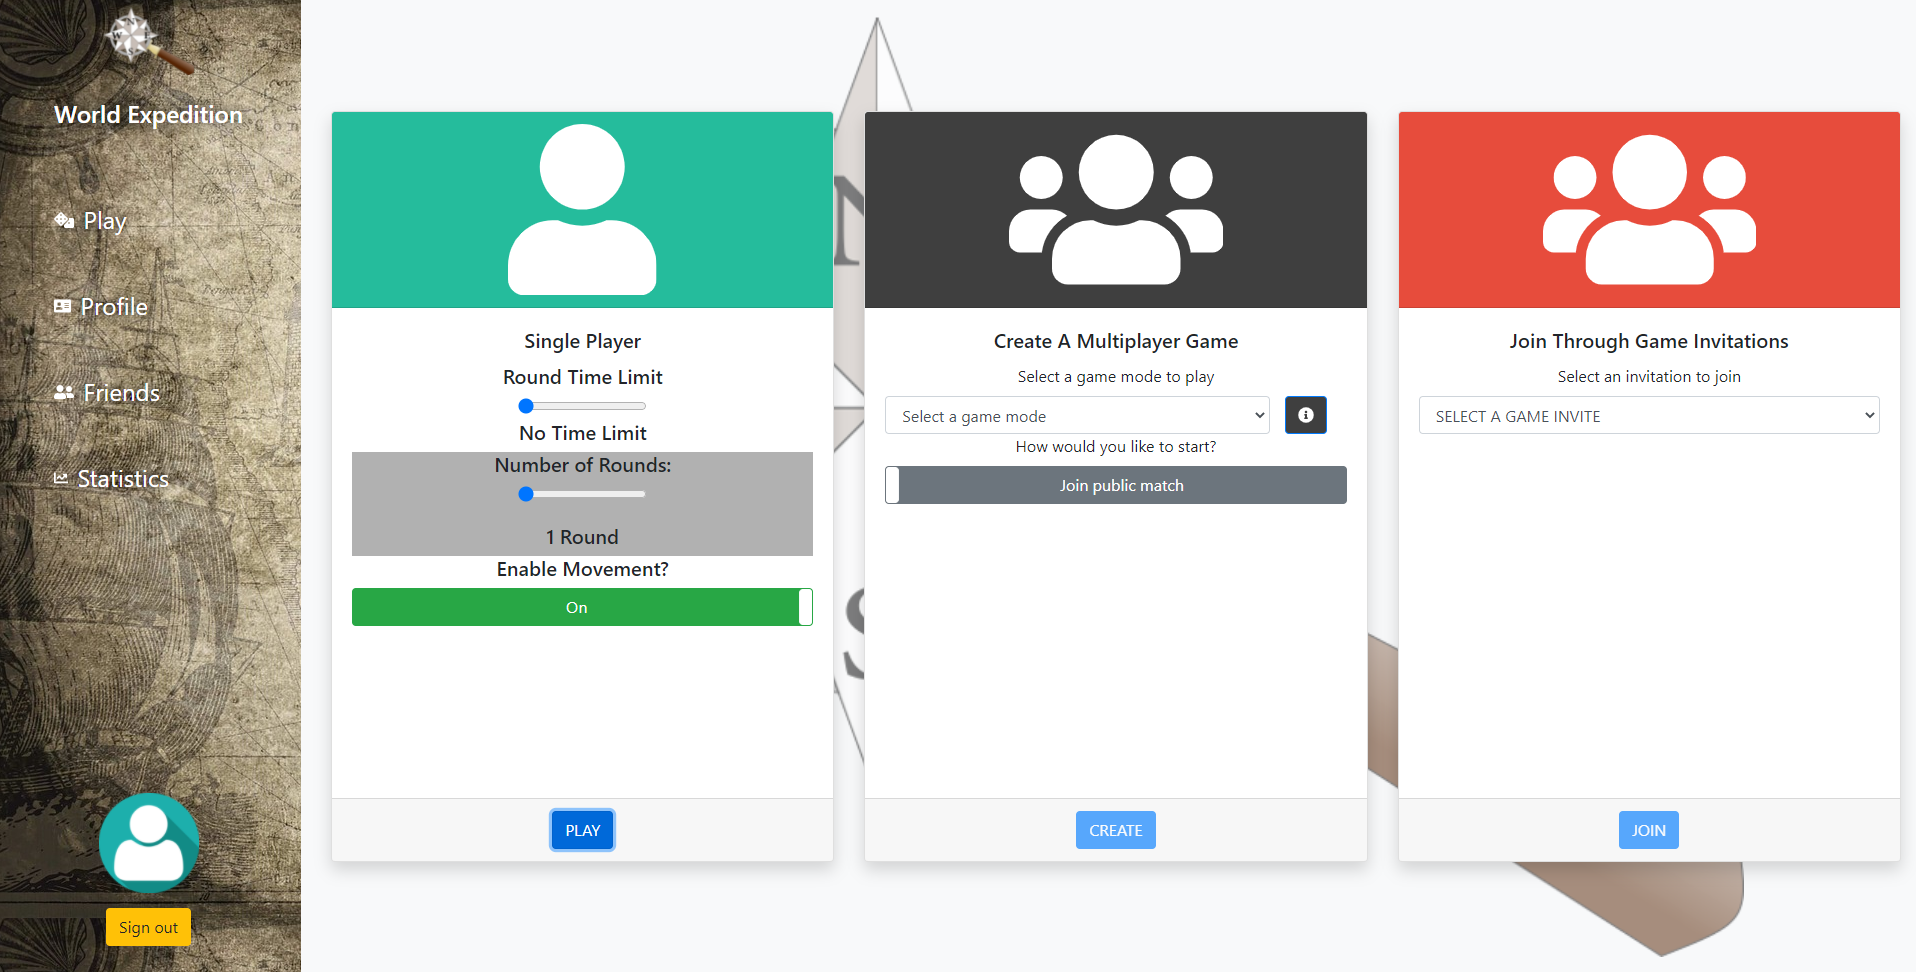 World Expedition
Play
Profile
Friends
Statistics
Sign out
Single Player
Round Time Limit
No Time Limit
Number of Rounds:
1 Round
Enable Movement?
On
PLAY
Create A Multiplayer Game
Select a game mode to play
Select a game mode
How would you like to start?
Join public match
CREATE
Join Through Game Invitations
Select an invitation to join
SELECT A GAME INVITE
JOIN
N
S